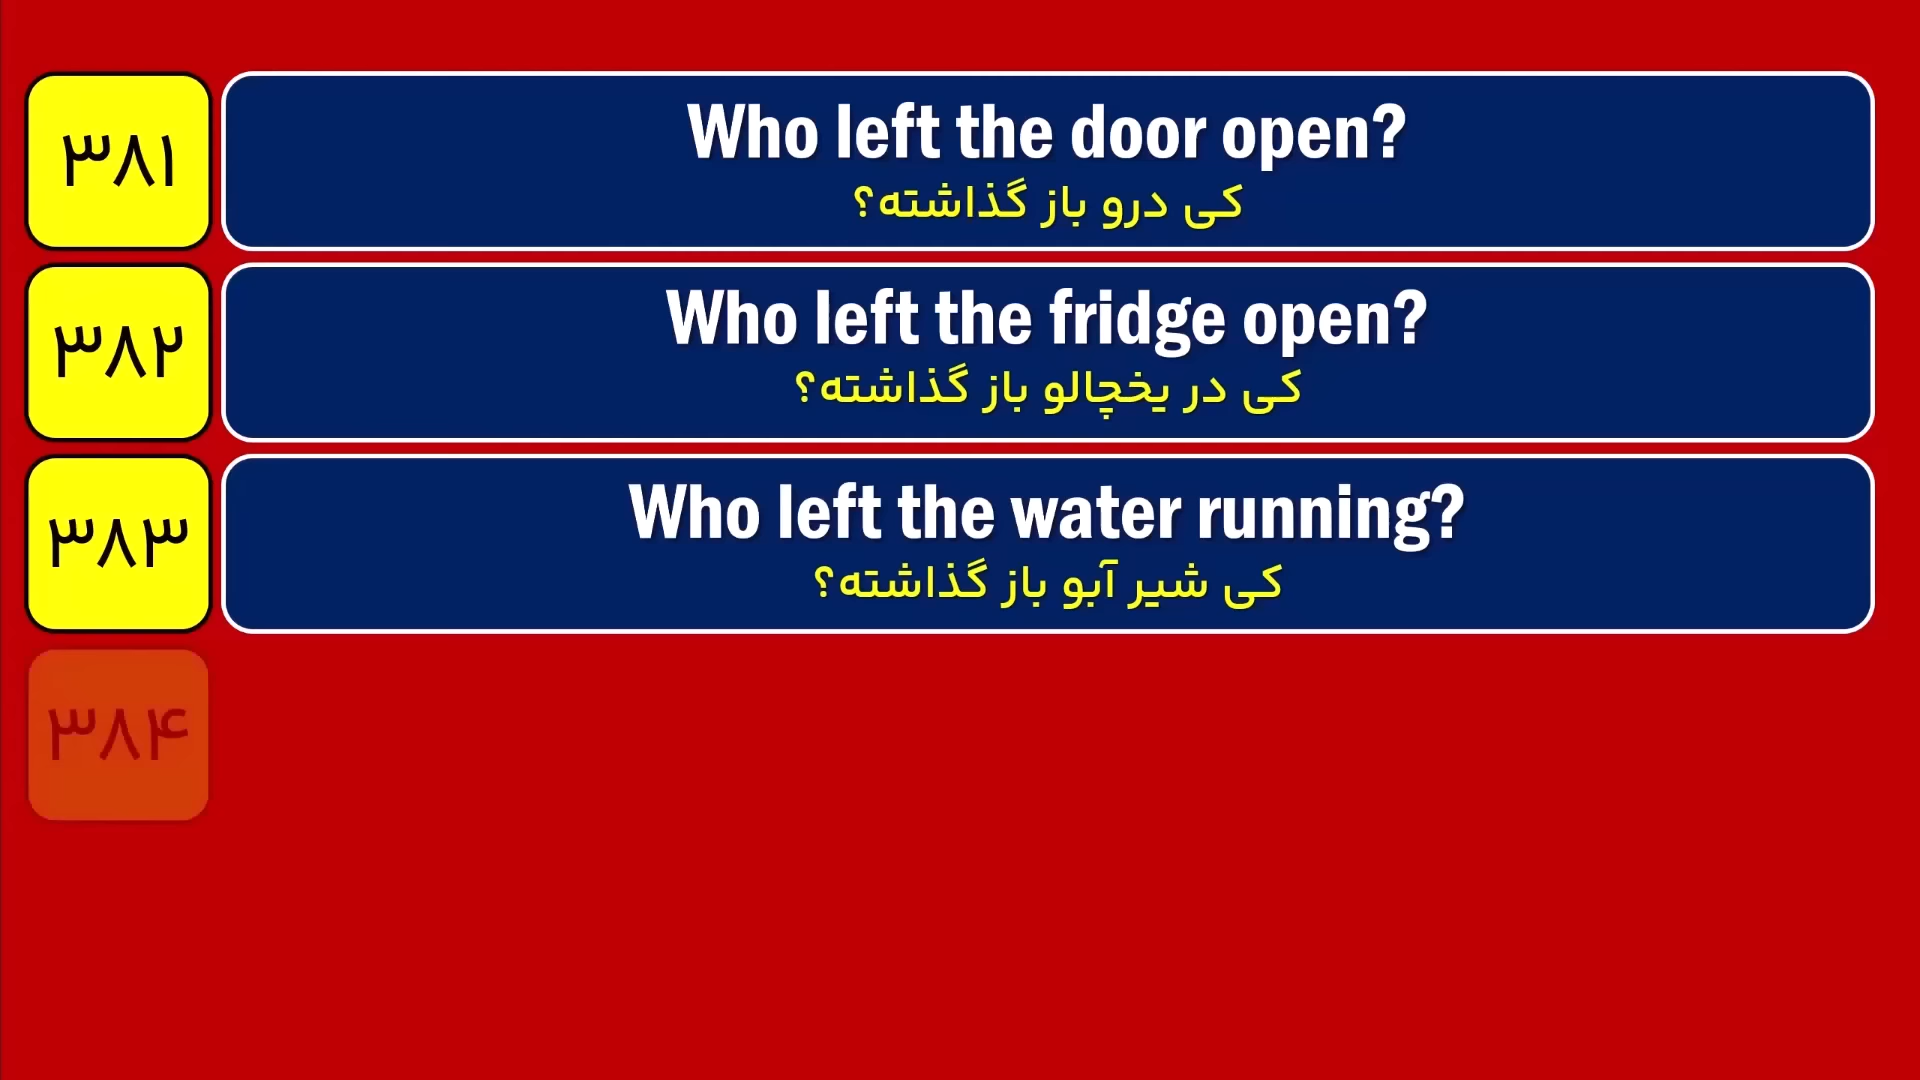 ۳۸۱
Who left the door open?
کی درو باز گذاشته؟
۳۸۲
Who left the fridge open?
کی در یخچالو باز گذاشته؟
۳۸۳
Who left the water running?
کی شیر آبو باز گذاشته؟
۳۸۴